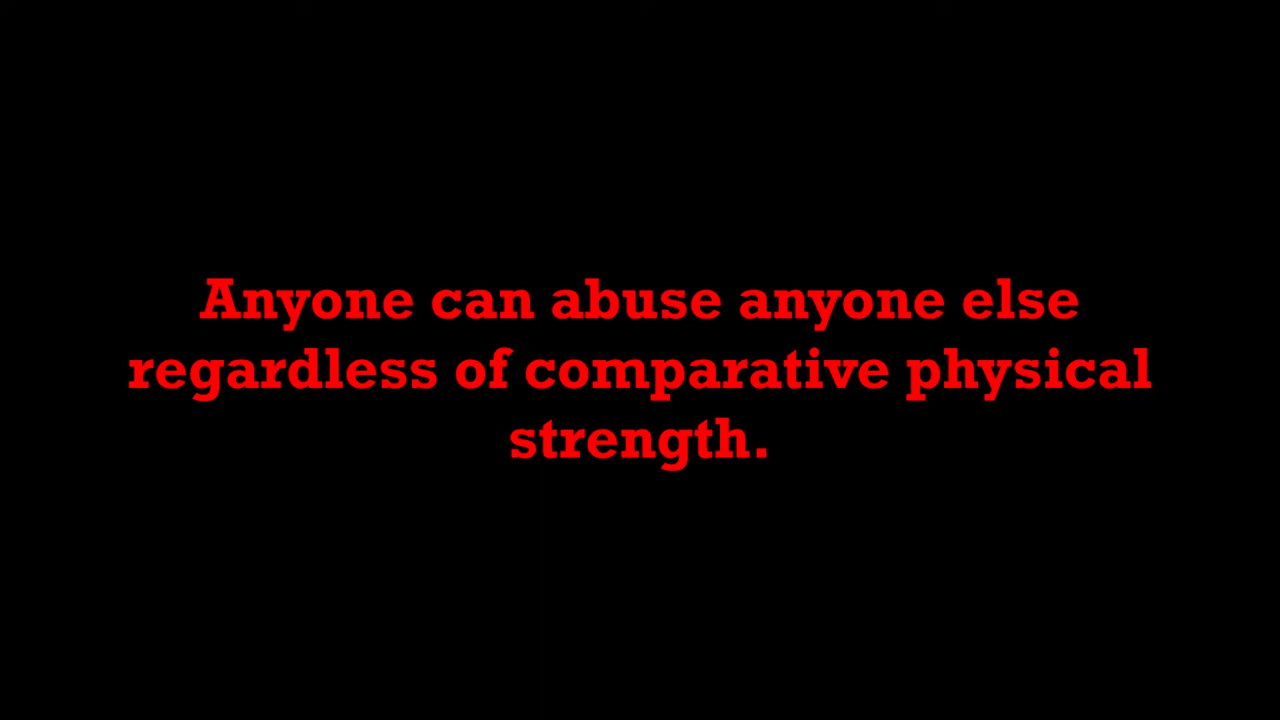 Anyone can abuse anyone else
regardless of comparative physical
strength.